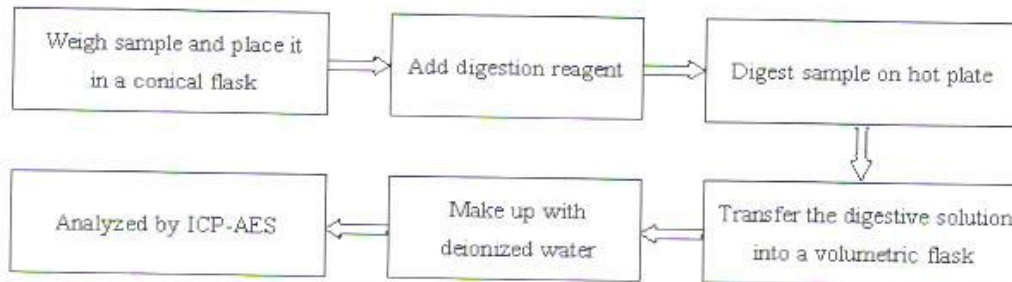 Weigh sample and place it
in a conical flask
Add digestion reagent
Digest sample on hot plate
Transfer the digestive solution
into a volumetric flask
Make up with
deionized water
Analyzed by ICP-AES